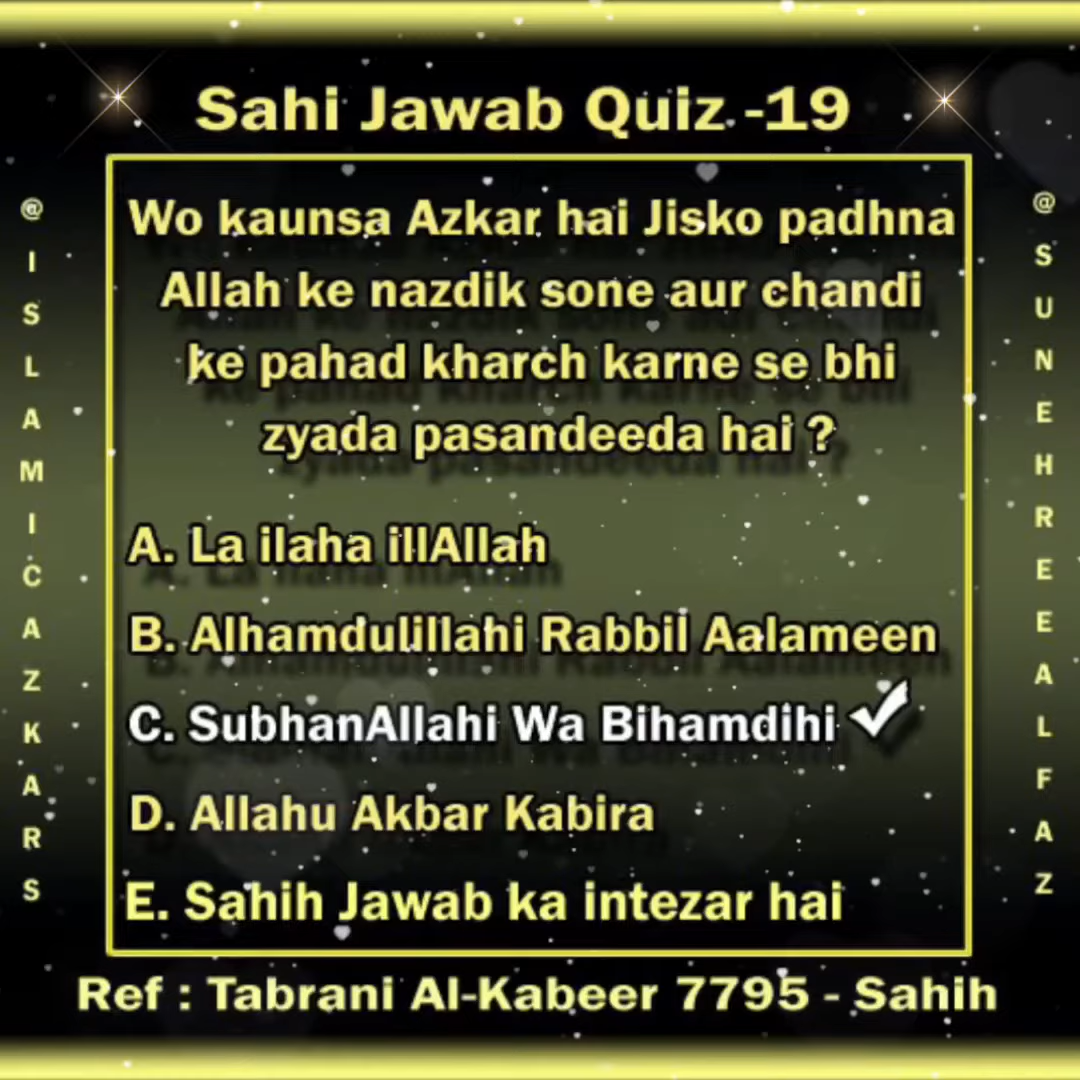 Sahi Jawab Quiz -19
Wo kaunsa Azkar hai Jisko padhna
Allah ke nazdik sone aur chandi
ke pahad kharch karne se bhi
zyada pasandeeda hai ?
A. La ilaha illAllah
B. Alhamdulillahi Rabbil Aalameen
C. SubhanAllahi Wa Bihamdihi ✓
D. Allahu Akbar Kabira
E. Sahih Jawab ka intezar hai
Ref : Tabrani Al-Kabeer 7795 - Sahih
@ISLAMICAZKARS
@SUNEHREEALFAZ